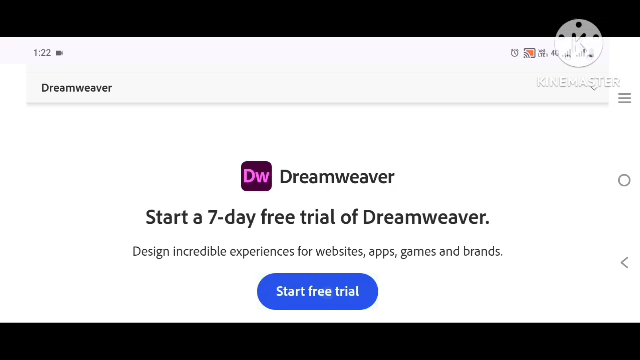 1:22
4G
KINEMASTER
Dreamweaver
Dw Dreamweaver
Start a 7-day free trial of Dreamweaver.
Design incredible experiences for websites, apps, games and brands.
Start free trial